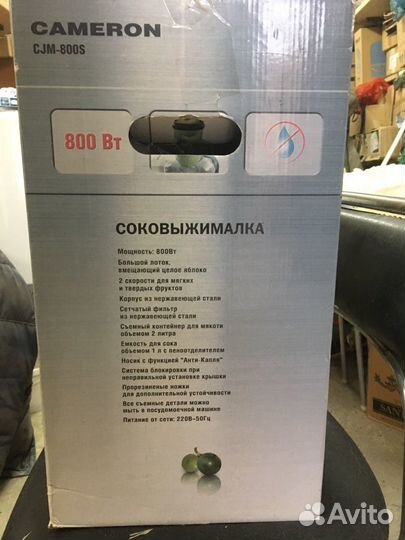 CAMERON
CJM-800S
800 Вт
СОКОВЫЖИМАЛКА
Мощность: 800Вт
Большой лоток,
вмещающий целое яблоко
2 скорости для мягких
и твердых фруктов
Корпус из нержавеющей стали
Сетчатый фильтр
из нержавеющей стали
Съемный контейнер для мякоти
объемом 2 литра
Емкость для сока
объемом 1 л с пеноотделителем
Носик с функцией "Анти-Капля"
Система блокировки при
неправильной установке крышки
Прорезиненые ножки
для дополнительной устойчивости
Все съемные детали можно
мыть в посудомоечной машине
Питание от сети: 220В~50Гц
SAN
Avito